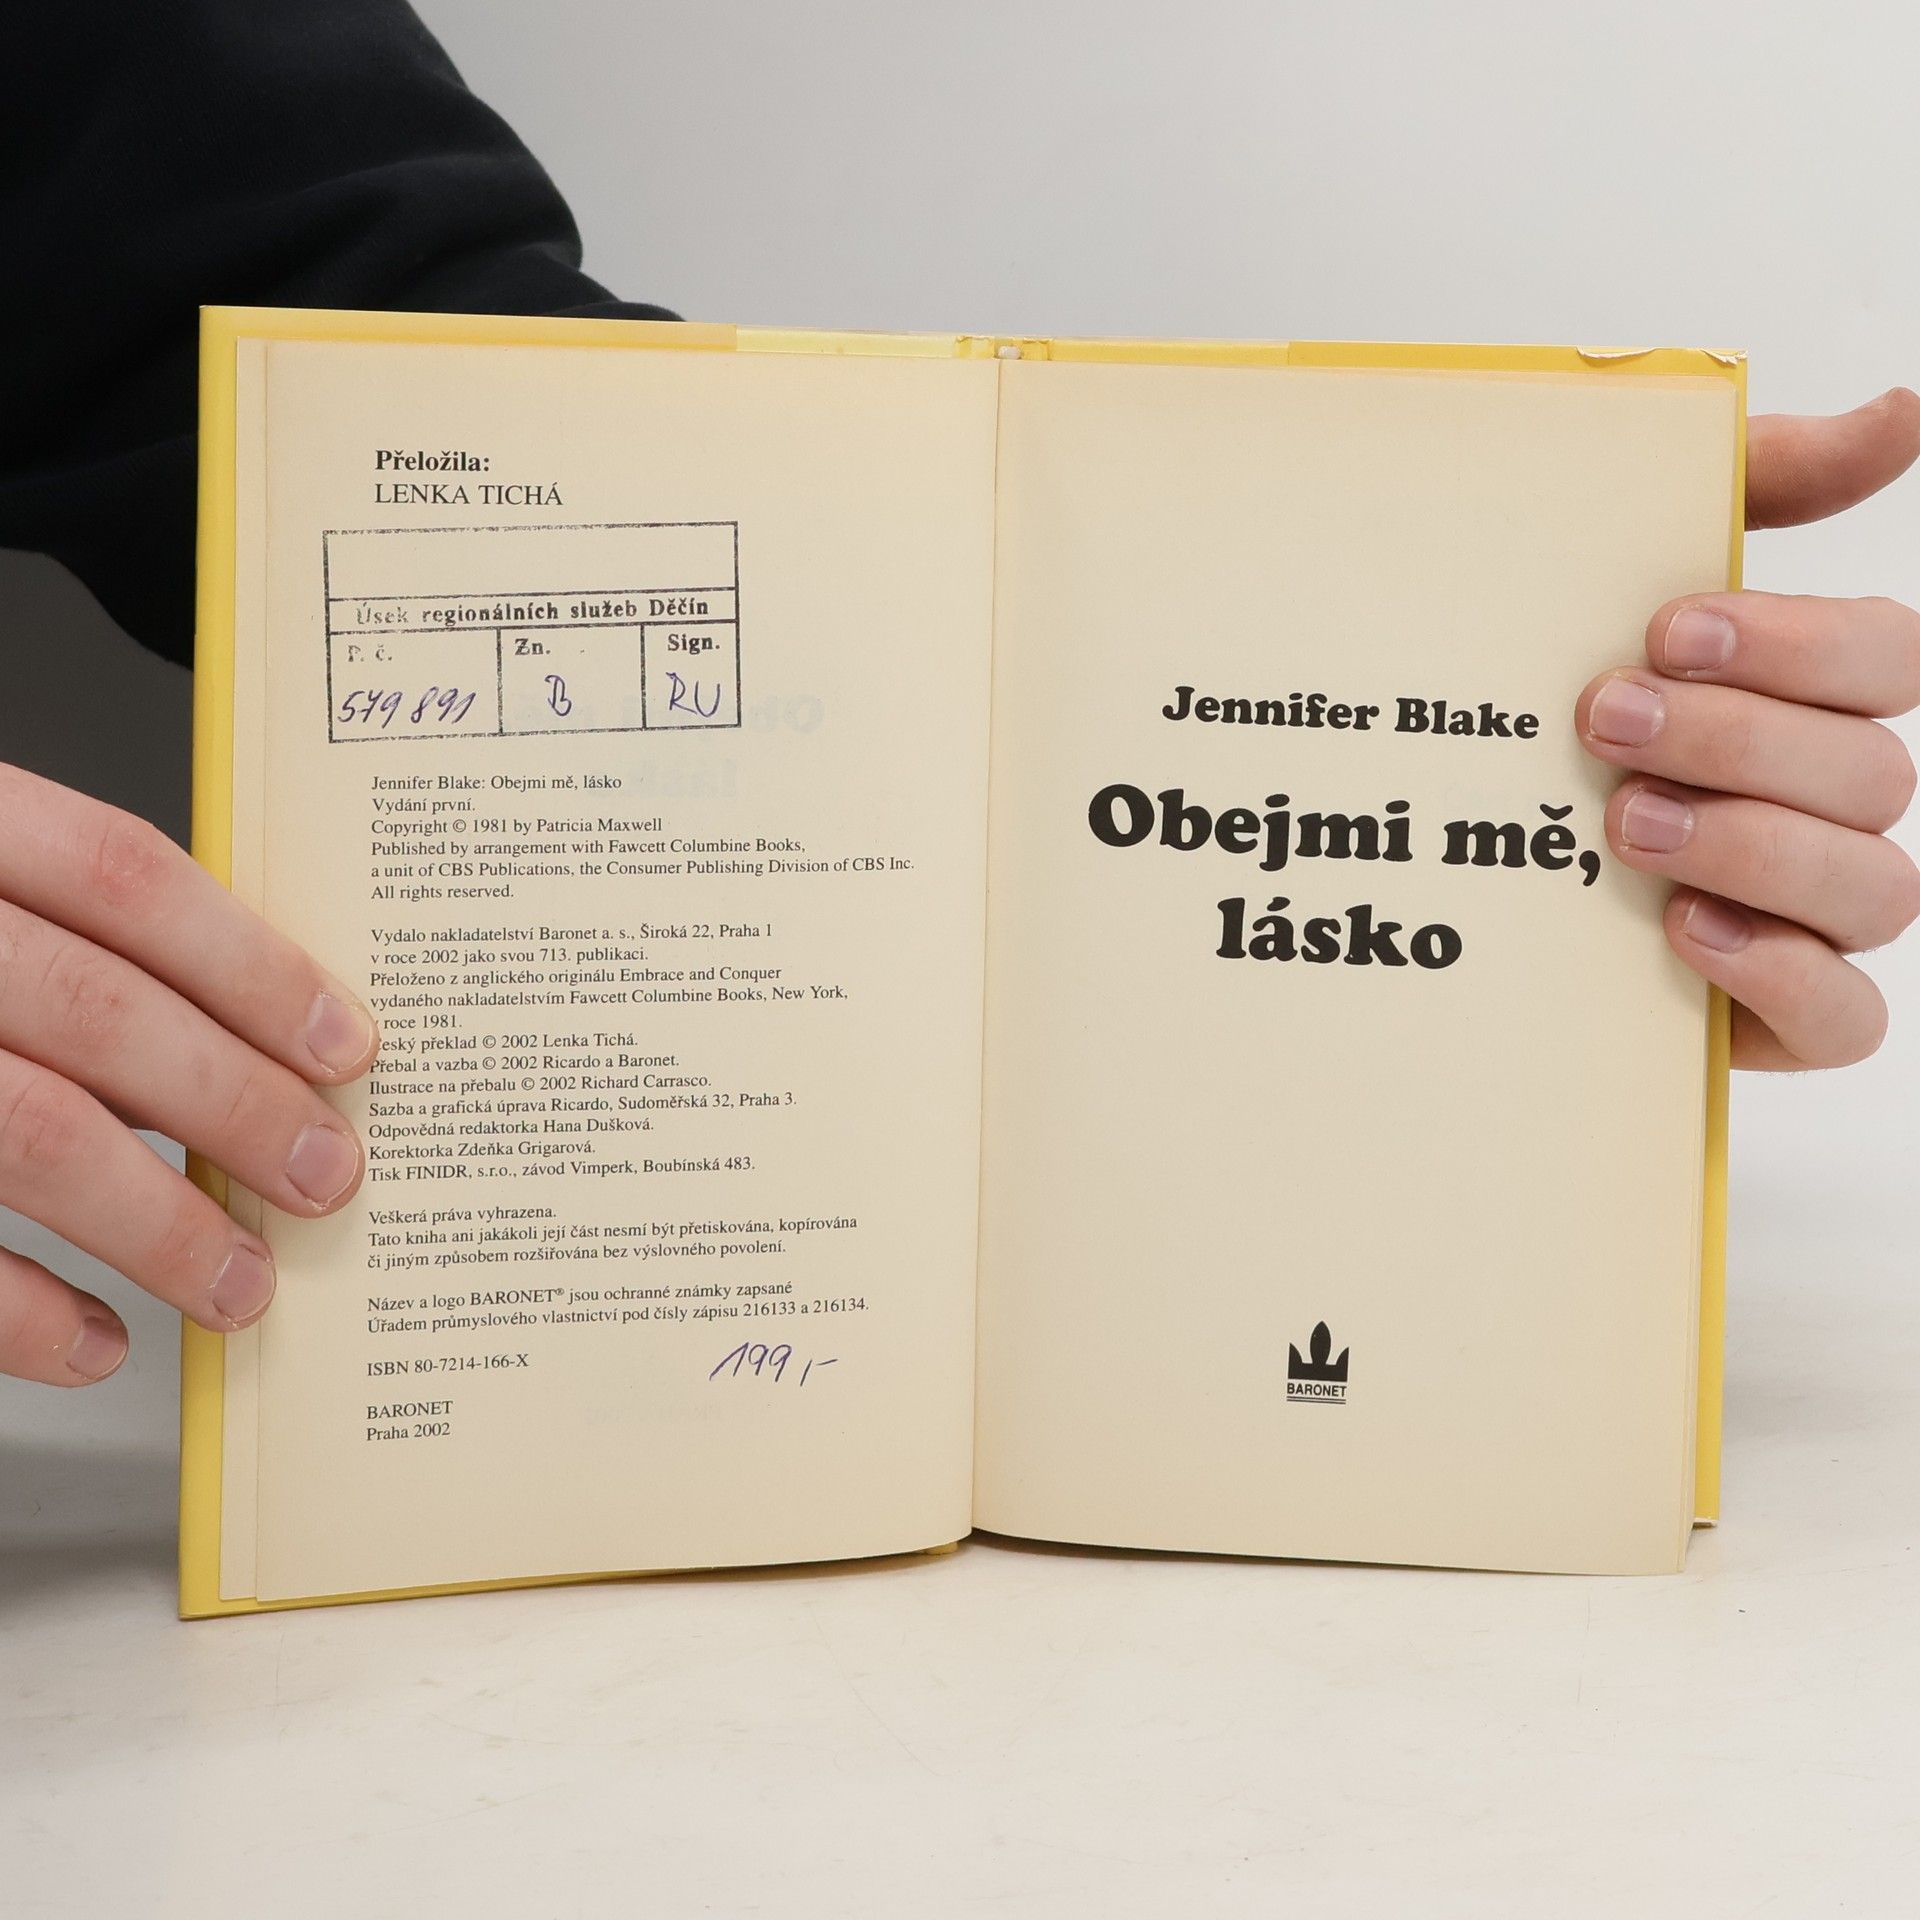 Přeložila:
LENKA TICHÁ
Úsek regionálních služeb Děčín
P. č.
Zn.
Sign.
579 891
B
RU
Jennifer Blake: Obejmi mě, lásko
Vydání první.
Copyright © 1981 by Patricia Maxwell
Published by arrangement with Fawcett Columbine Books,
a unit of CBS Publications, the Consumer Publishing Division of CBS Inc.
All rights reserved.
Vydalo nakladatelství Baronet a. s., Široká 22, Praha 1
v roce 2002 jako svou 713. publikaci.
Přeloženo z anglického originálu Embrace and Conquer
vydaného nakladatelstvím Fawcett Columbine Books, New York,
v roce 1981.
Český překlad © 2002 Lenka Tichá.
Přebal a vazba © 2002 Ricardo a Baronet.
Ilustrace na přebalu © 2002 Richard Carrasco.
Sazba a grafická úprava Ricardo, Sudoměřská 32, Praha 3.
Odpovědná redaktorka Hana Dušková.
Korektorka Zdeňka Grigarová.
Tisk FINIDR, s.r.o., závod Vimperk, Boubínská 483.
Veškerá práva vyhrazena.
Tato kniha ani jakákoli její část nesmí být přetiskována, kopírována
či jiným způsobem rozšiřována bez výslovného povolení.
Název a logo BARONET® jsou ochranné známky zapsané
Úřadem průmyslového vlastnictví pod čísly zápisu 216133 a 216134.
ISBN 80-7214-166-X
199,-
BARONET
Praha 2002
Jennifer Blake
Obejmi mě,
lásko
BARONET